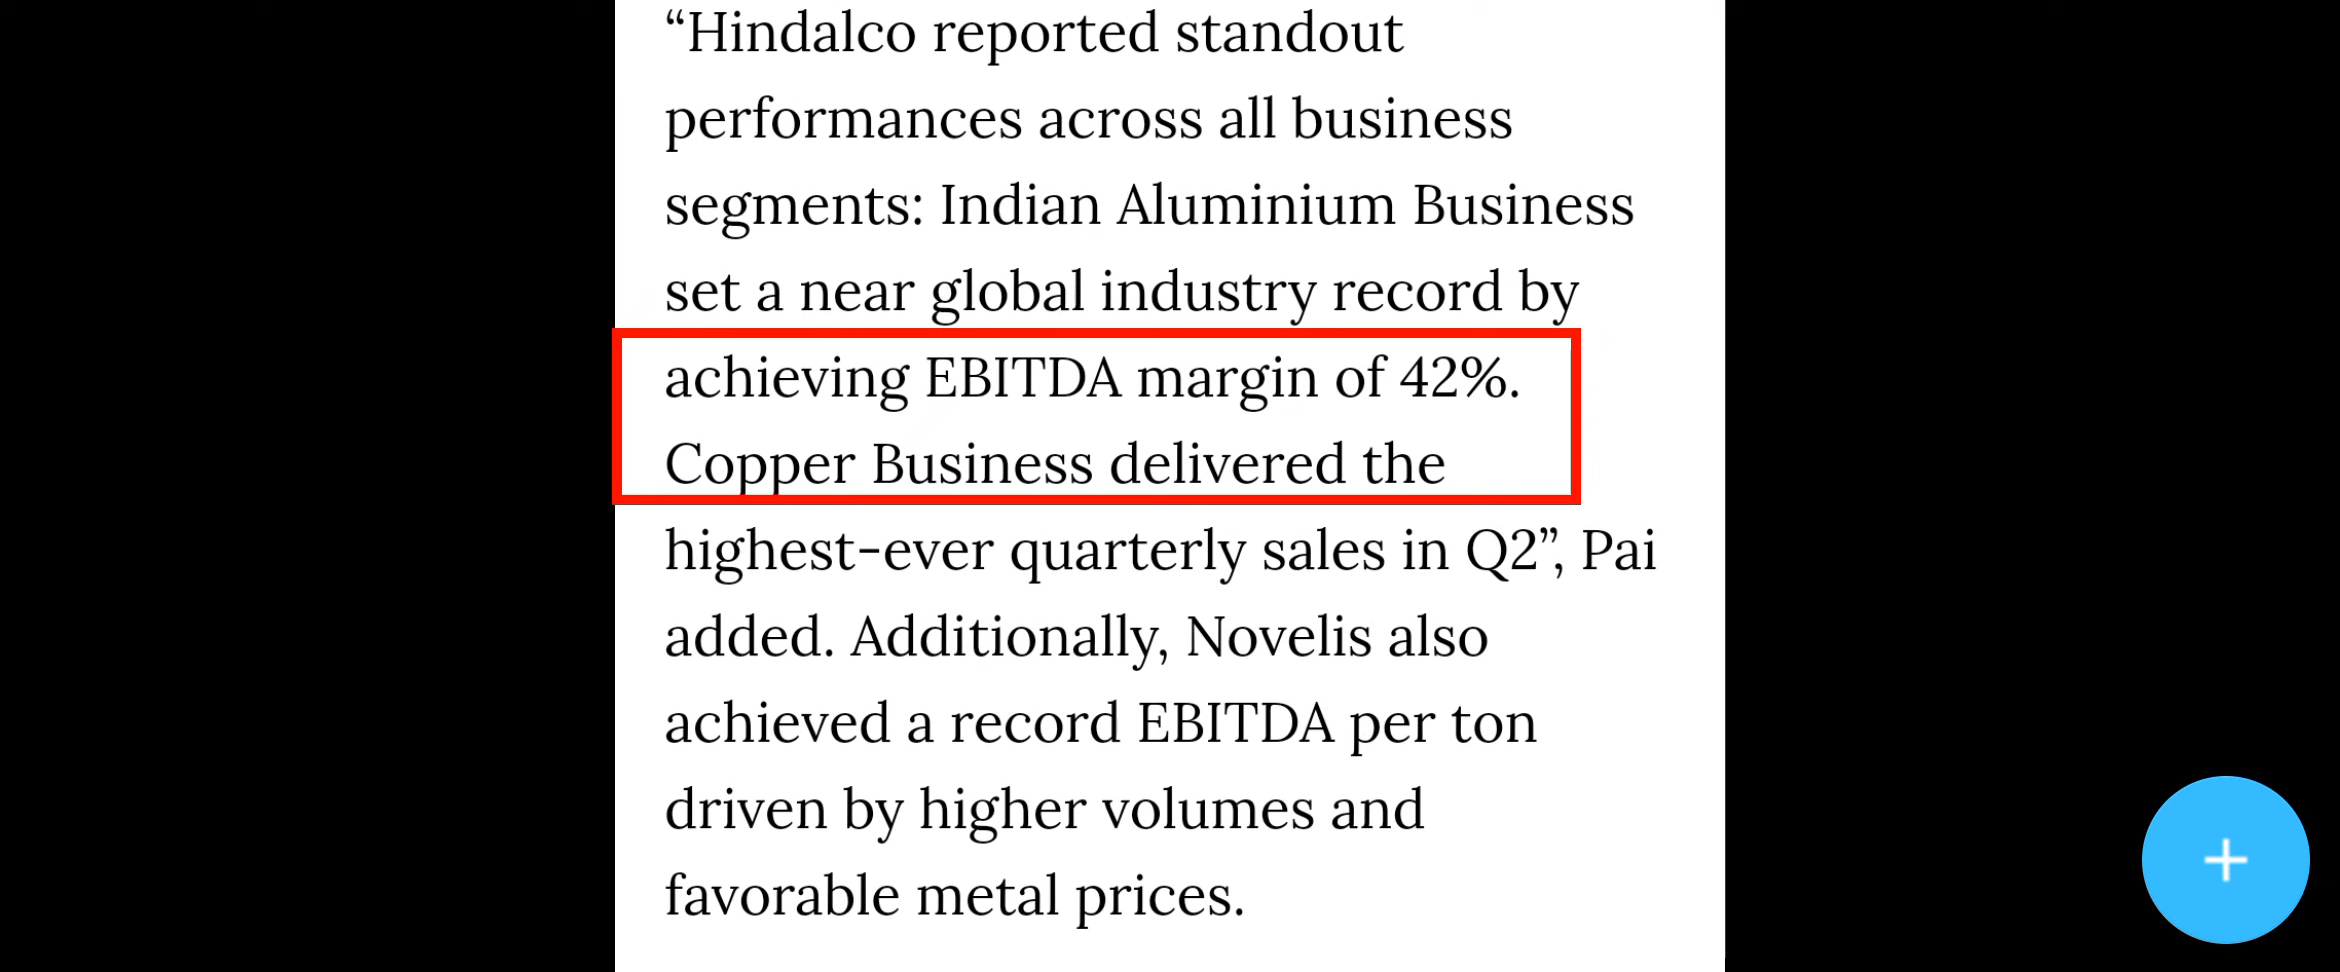 “Hindalco reported standout
performances across all business
segments: Indian Aluminium Business
set a near global industry record by
achieving EBITDA margin of 42%.
Copper Business delivered the
highest-ever quarterly sales in Q2”, Pai
added. Additionally, Novelis also
achieved a record EBITDA per ton
driven by higher volumes and
favorable metal prices.
+